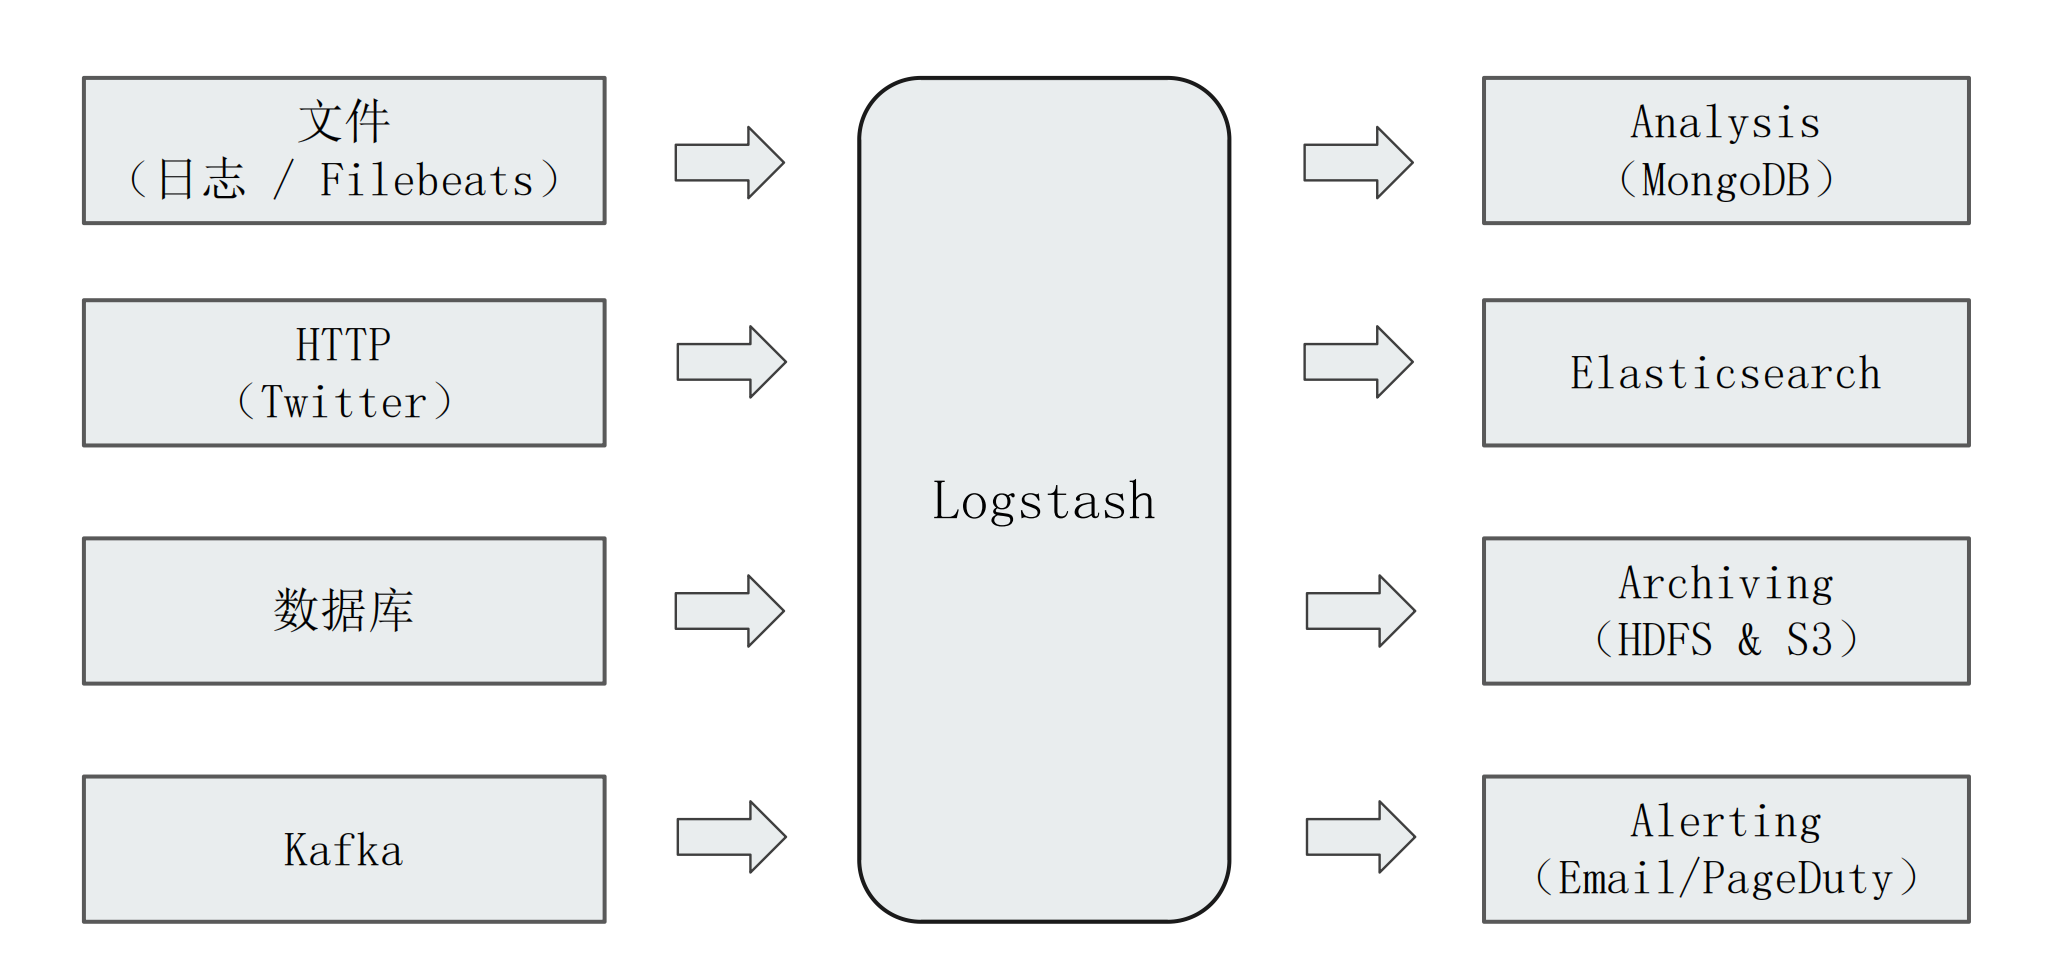 文件
（日志 / Filebeats）
HTTP
（Twitter）
数据库
Kafka
Logstash
Analysis
（MongoDB）
Elasticsearch
Archiving
（HDFS & S3）
Alerting
（Email/PageDuty）